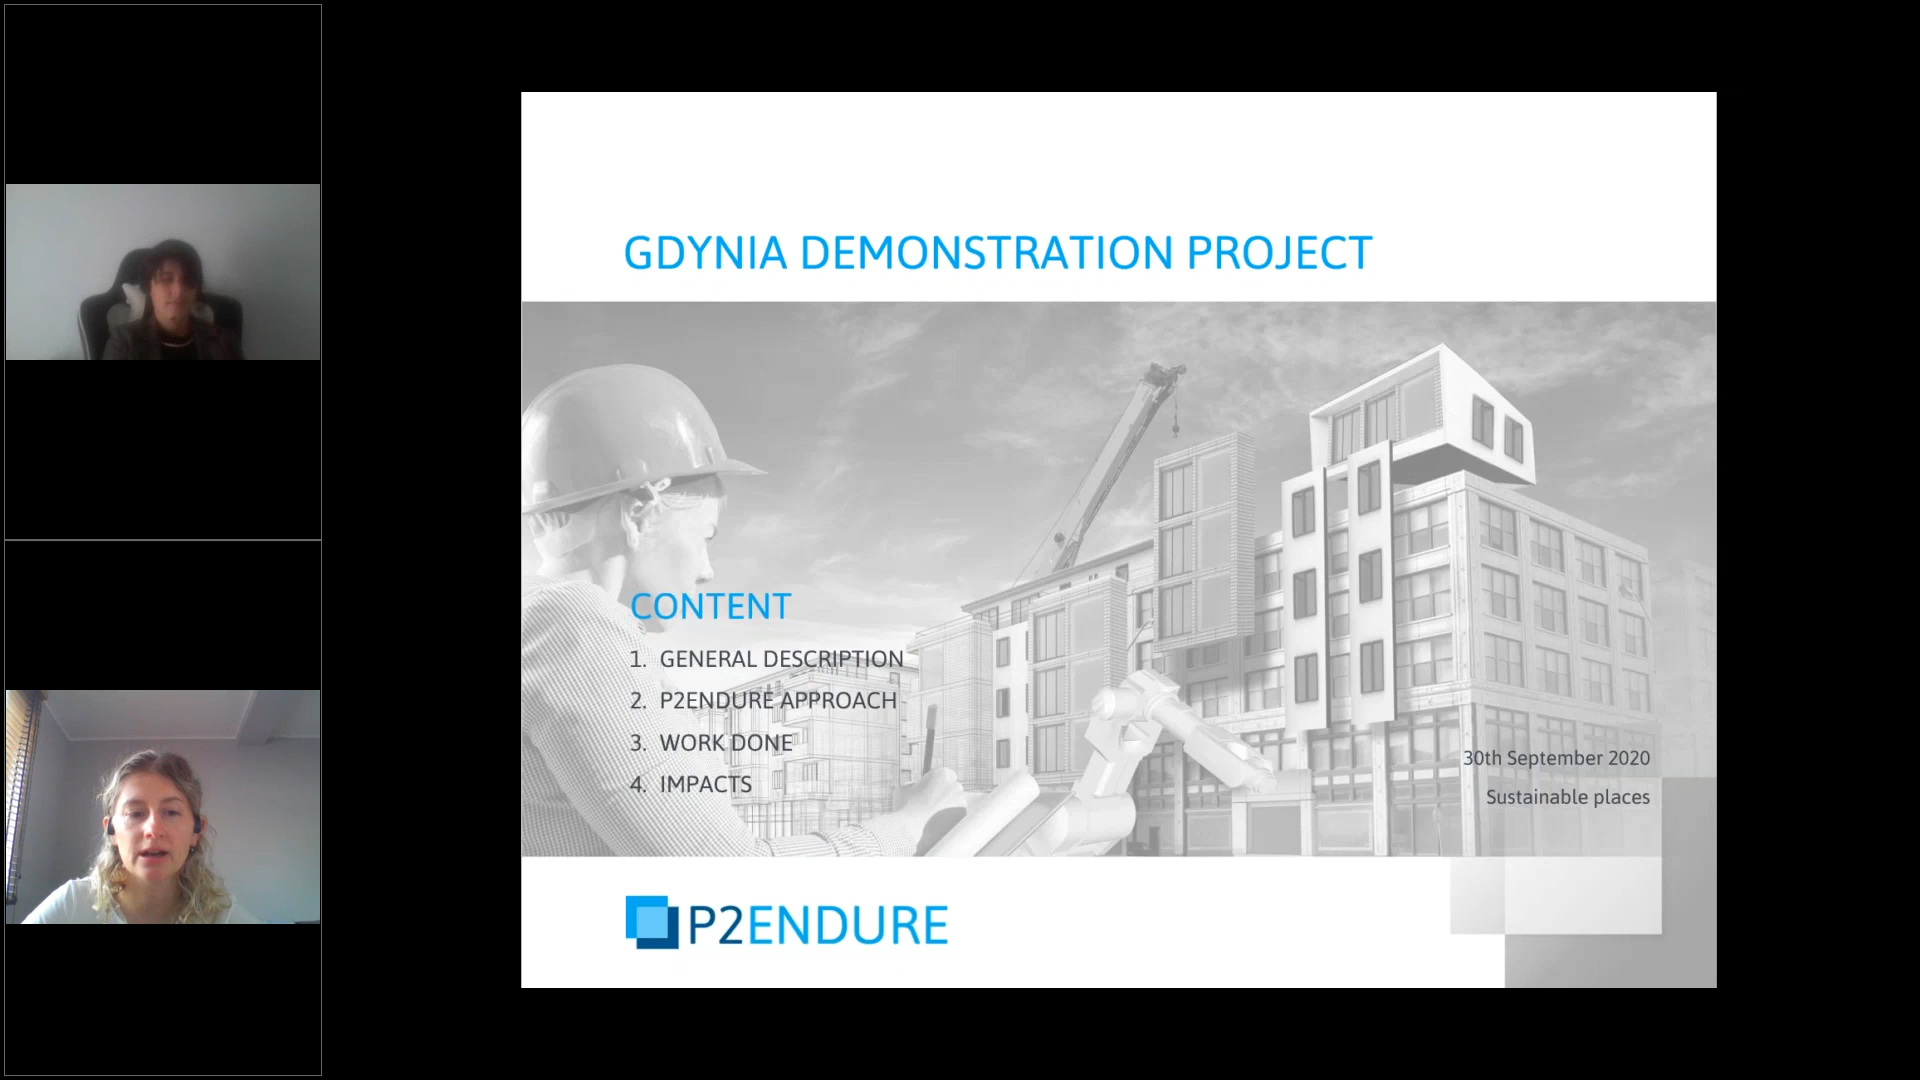 GDYNIA DEMONSTRATION PROJECT
CONTENT
1. GENERAL DESCRIPTION
2. P2ENDURE APPROACH
3. WORK DONE
4. IMPACTS
30th September 2020
Sustainable places
P2ENDURE